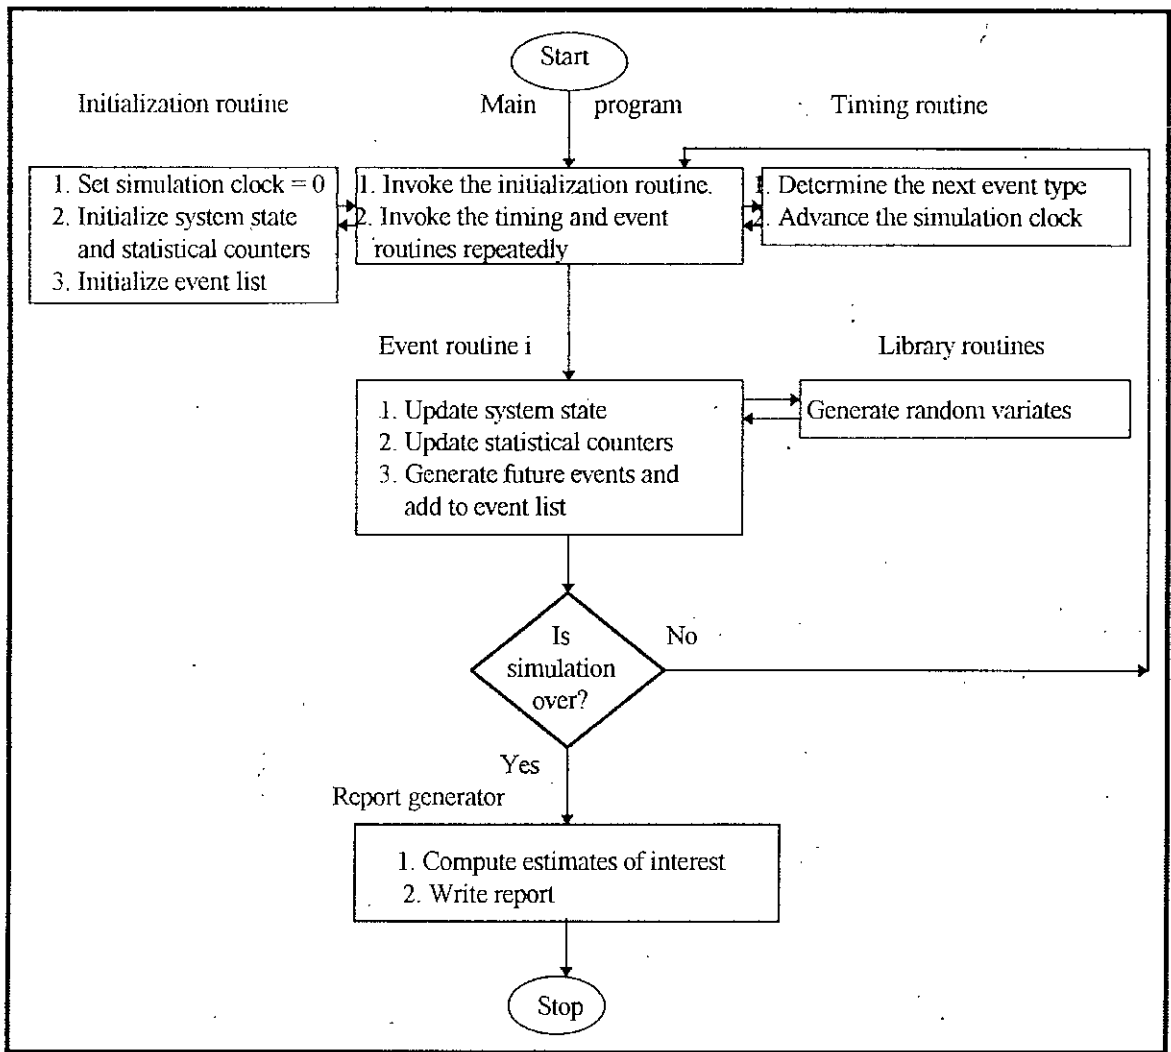 Start
Initialization routine
Main program
Timing routine
1. Set simulation clock = 0
2. Initialize system state
and statistical counters
3. Initialize event list
1. Invoke the initialization routine.
2. Invoke the timing and event
routines repeatedly
1. Determine the next event type
2. Advance the simulation clock
Event routine i
Library routines
1. Update system state
2. Update statistical counters
3. Generate future events and
add to event list
Generate random variates
Is
simulation
over?
No
Yes
Report generator
1. Compute estimates of interest
2. Write report
Stop